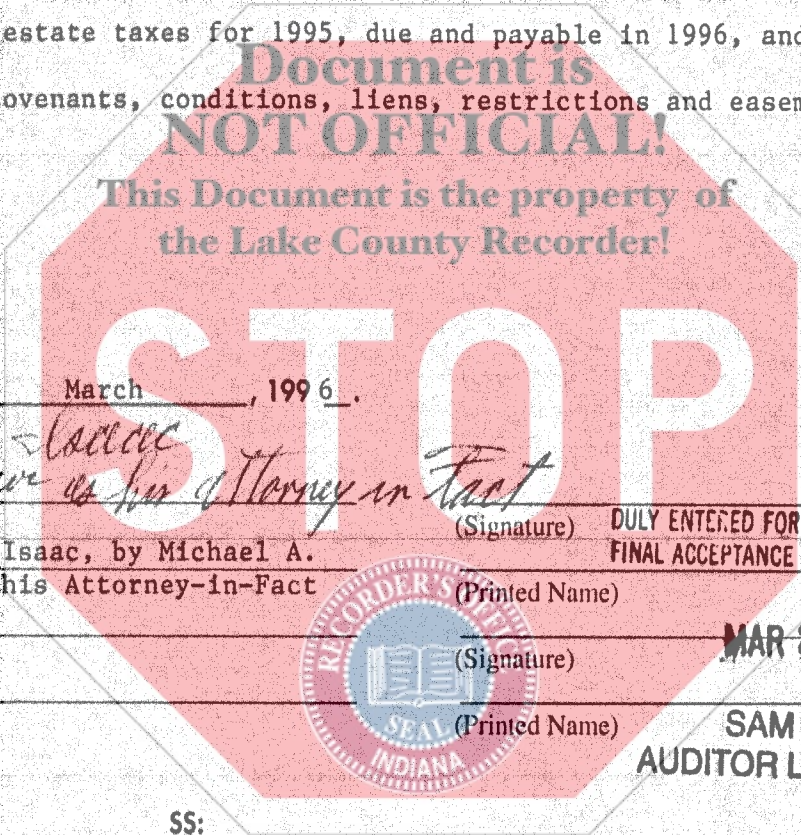 estate taxes for 1995, due and payable in 1996, and
Document is
ovenants, conditions, liens, restrictions and easem
NOT OFFICIAL!
This Document is the property of
the Lake County Recorder!
STOP
March , 1996.
Isaac
as his Attorney in Fact
(Signature) DULY ENTERED FOR
Isaac, by Michael A. FINAL ACCEPTANCE
his Attorney-in-Fact (Printed Name)
RECORDER'S OFFICE
MAR
(Signature)
SEAL (Printed Name) SAM
INDIANA AUDITOR L
SS: